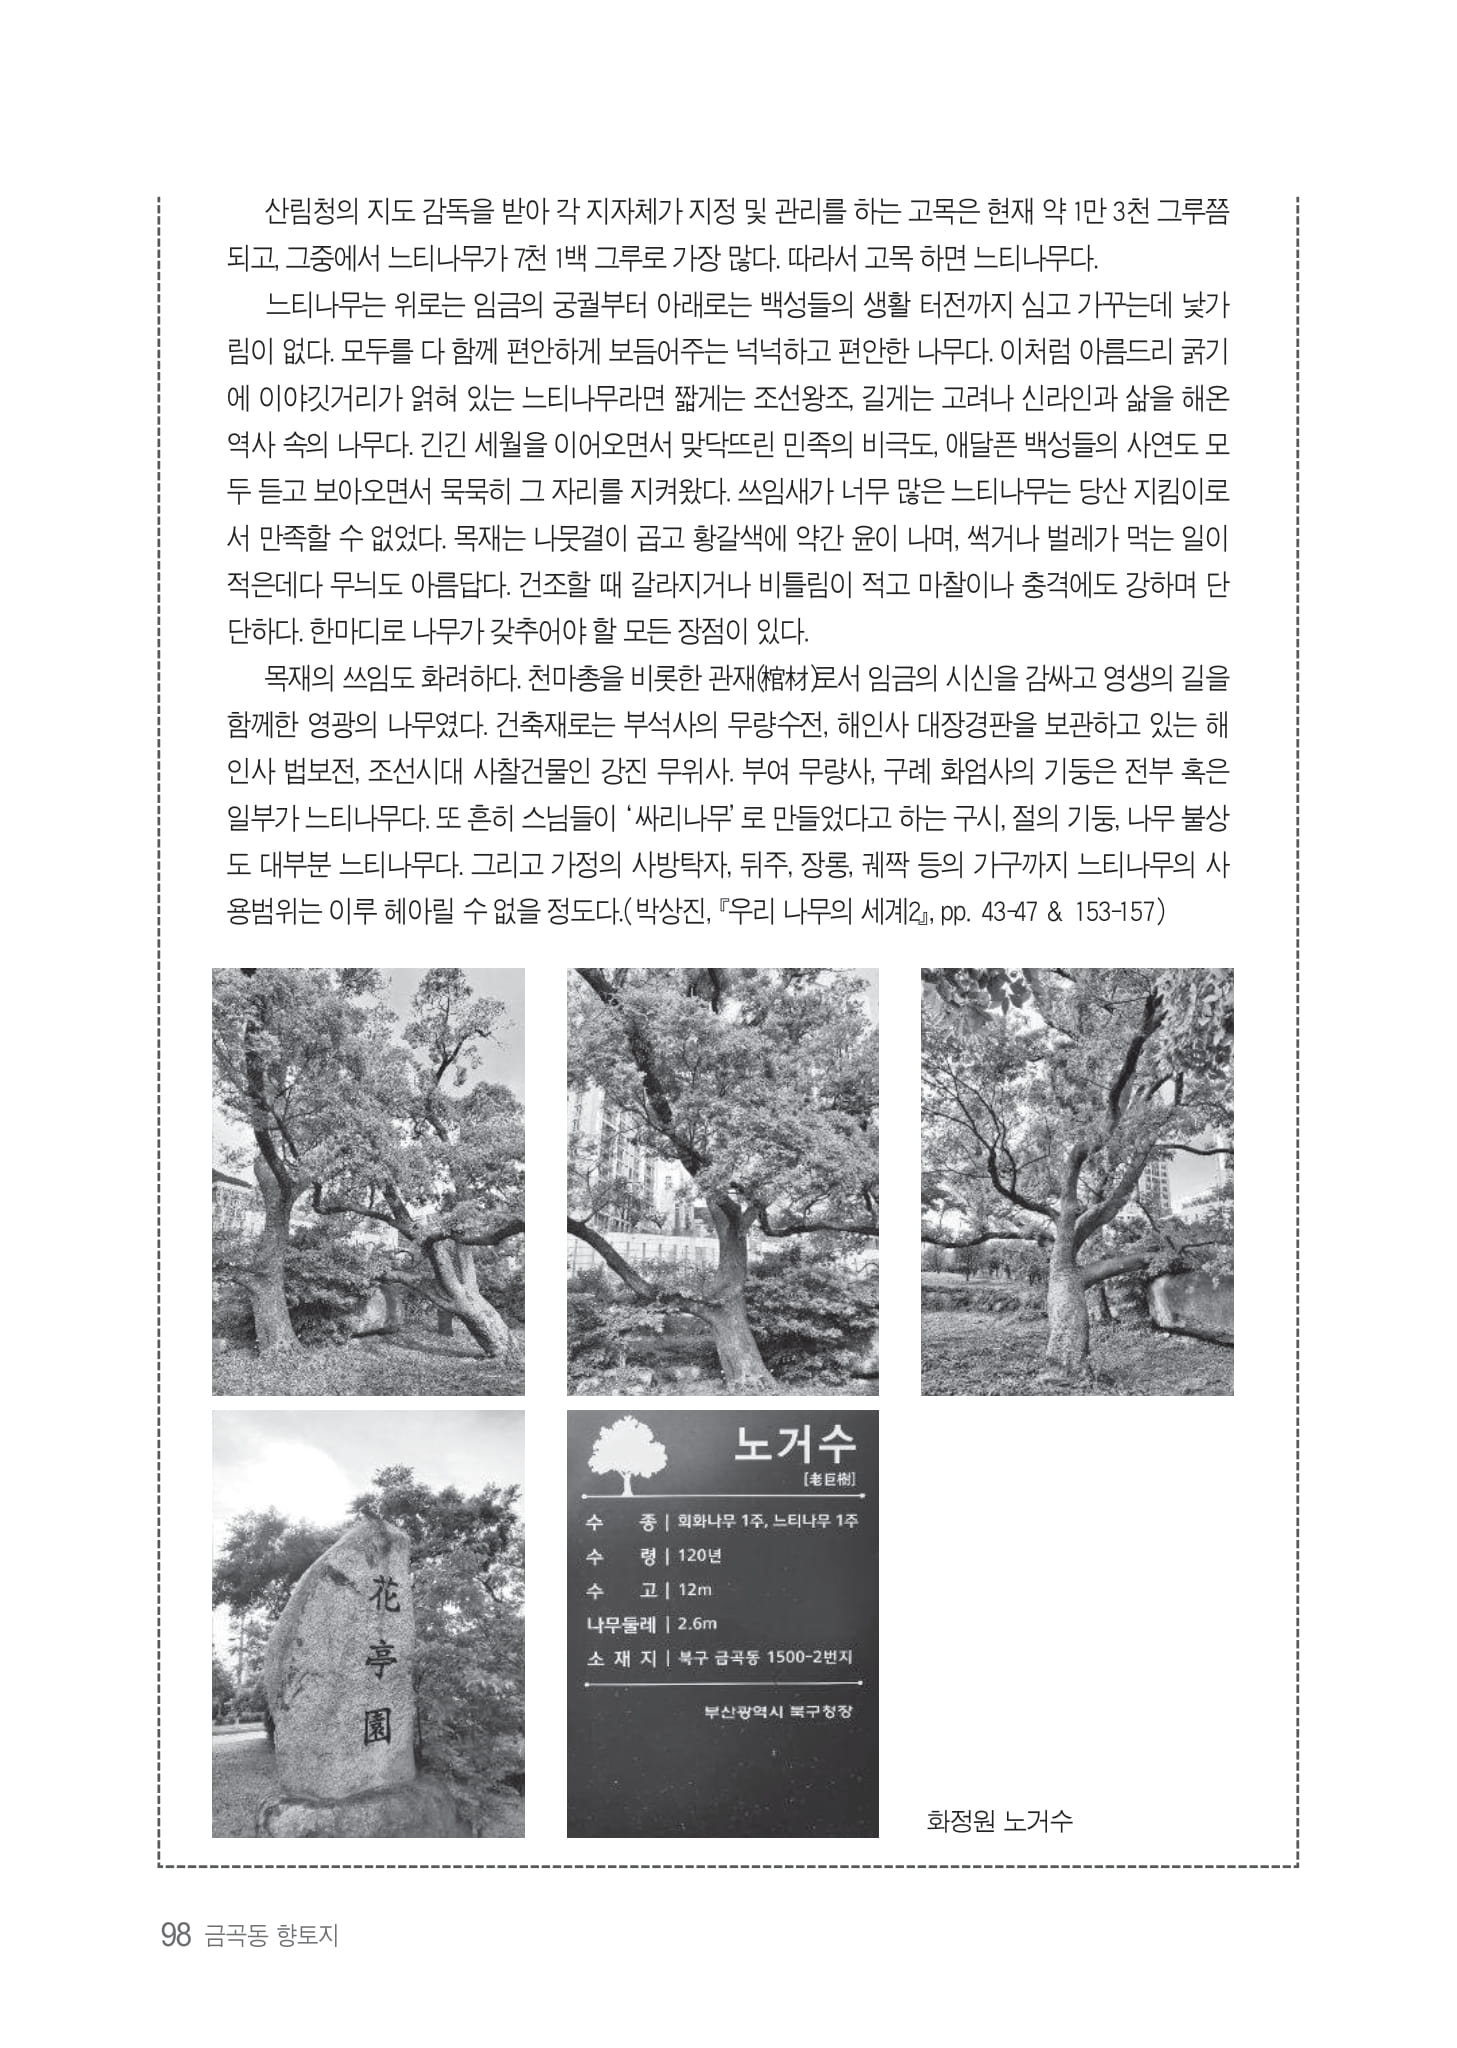 산림청의 지도 감독을 받아 각 지자체가 지정 및 관리를 하는 고목은 현재 약 1만 3천 그루쯤
되고, 그중에서 느티나무가 7천 1백 그루로 가장 많다. 따라서 고목 하면 느티나무다.
느티나무는 위로는 임금의 궁궐부터 아래로는 백성들의 생활 터전까지 심고 가꾸는데 낯가
림이 없다. 모두를 다 함께 편안하게 보듬어주는 넉넉하고 편안한 나무다. 이처럼 아름드리 굵기
에 이야깃거리가 얽혀 있는 느티나무라면 짧게는 조선왕조, 길게는 고려나 신라인과 삶을 해온
역사 속의 나무다. 긴긴 세월을 이어오면서 맞닥뜨린 민족의 비극도, 애달픈 백성들의 사연도 모
두 듣고 보아오면서 묵묵히 그 자리를 지켜왔다. 쓰임새가 너무 많은 느티나무는 당산 지킴이로
서 만족할 수 없었다. 목재는 나뭇결이 곱고 황갈색에 약간 윤이 나며, 썩거나 벌레가 먹는 일이
적은데다 무늬도 아름답다. 건조할 때 갈라지거나 비틀림이 적고 마찰이나 충격에도 강하며 단
단하다. 한마디로 나무가 갖추어야 할 모든 장점이 있다.
목재의 쓰임도 화려하다. 천마총을 비롯한 관재(棺材)로서 임금의 시신을 감싸고 영생의 길을
함께한 영광의 나무였다. 건축재로는 부석사의 무량수전, 해인사 대장경판을 보관하고 있는 해
인사 법보전, 조선시대 사찰건물인 강진 무위사. 부여 무량사, 구례 화엄사의 기둥은 전부 혹은
일부가 느티나무다. 또 흔히 스님들이 ‘싸리나무’로 만들었다고 하는 구시, 절의 기둥, 나무 불상
도 대부분 느티나무다. 그리고 가정의 사방탁자, 뒤주, 장롱, 궤짝 등의 가구까지 느티나무의 사
용범위는 이루 헤아릴 수 없을 정도다.(박상진, 『우리 나무의 세계2』, pp. 43-47 & 153-157)
花
亭
園
노거수
[老巨樹]
수 종 | 회화나무 1주, 느티나무 1주
수 령 | 120년
수 고 | 12m
나무둘레 | 2.6m
소 재 지 | 북구 금곡동 1500-2번지
부산광역시 북구청장
화정원 노거수
98 금곡동 향토지